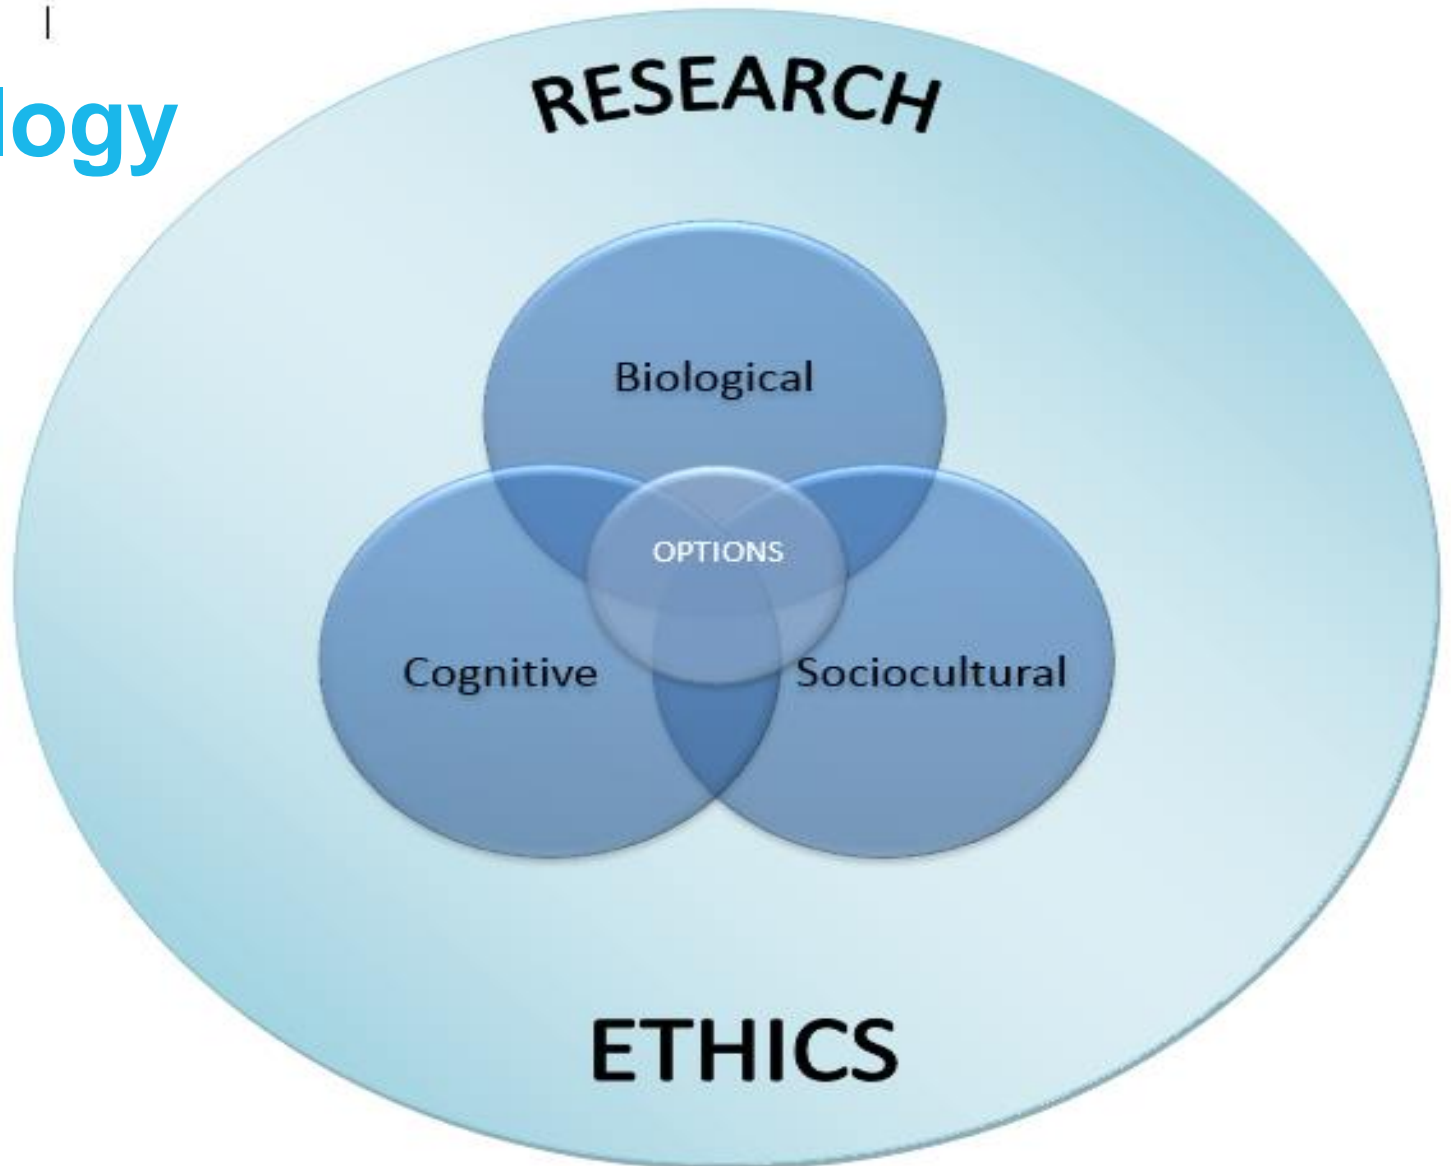 logy
RESEARCH
Biological
OPTIONS
Cognitive
Sociocultural
ETHICS